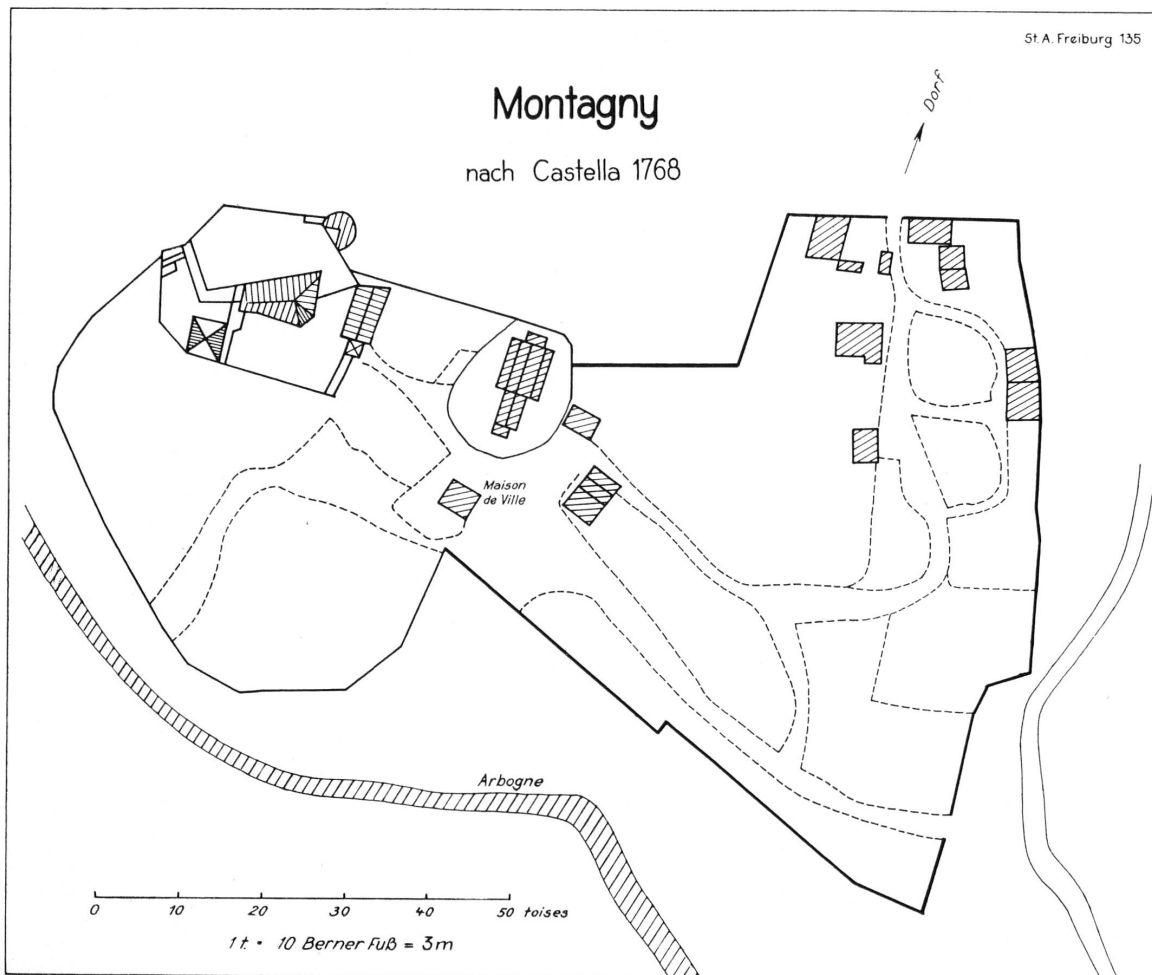 St. A. Freiburg 135
Montagny
nach Castella 1768
Dorf
Maison
de Ville
Arbogne
0 10 20 30 40 50 toises
1 t. = 10 Berner Fuß = 3 m